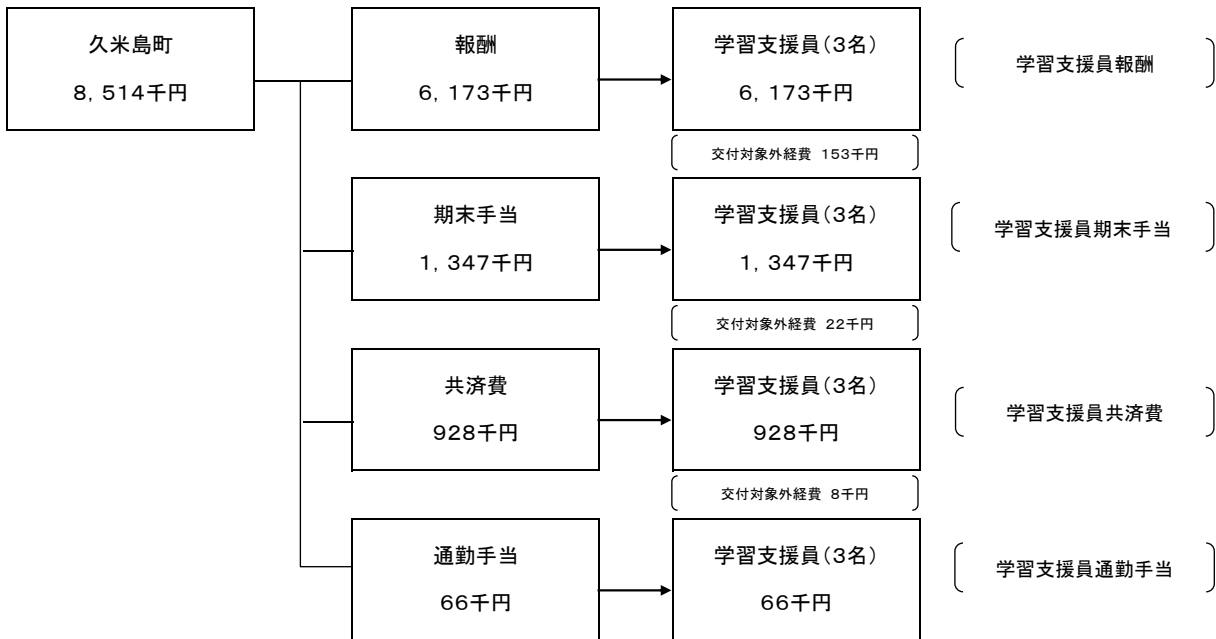 久米島町
8,514千円
報酬
6,173千円
学習支援員(3名)
6,173千円
学習支援員報酬
交付対象外経費 153千円
期末手当
1,347千円
学習支援員(3名)
1,347千円
学習支援員期末手当
交付対象外経費 22千円
共済費
928千円
学習支援員(3名)
928千円
学習支援員共済費
交付対象外経費 8千円
通勤手当
66千円
学習支援員(3名)
66千円
学習支援員通勤手当